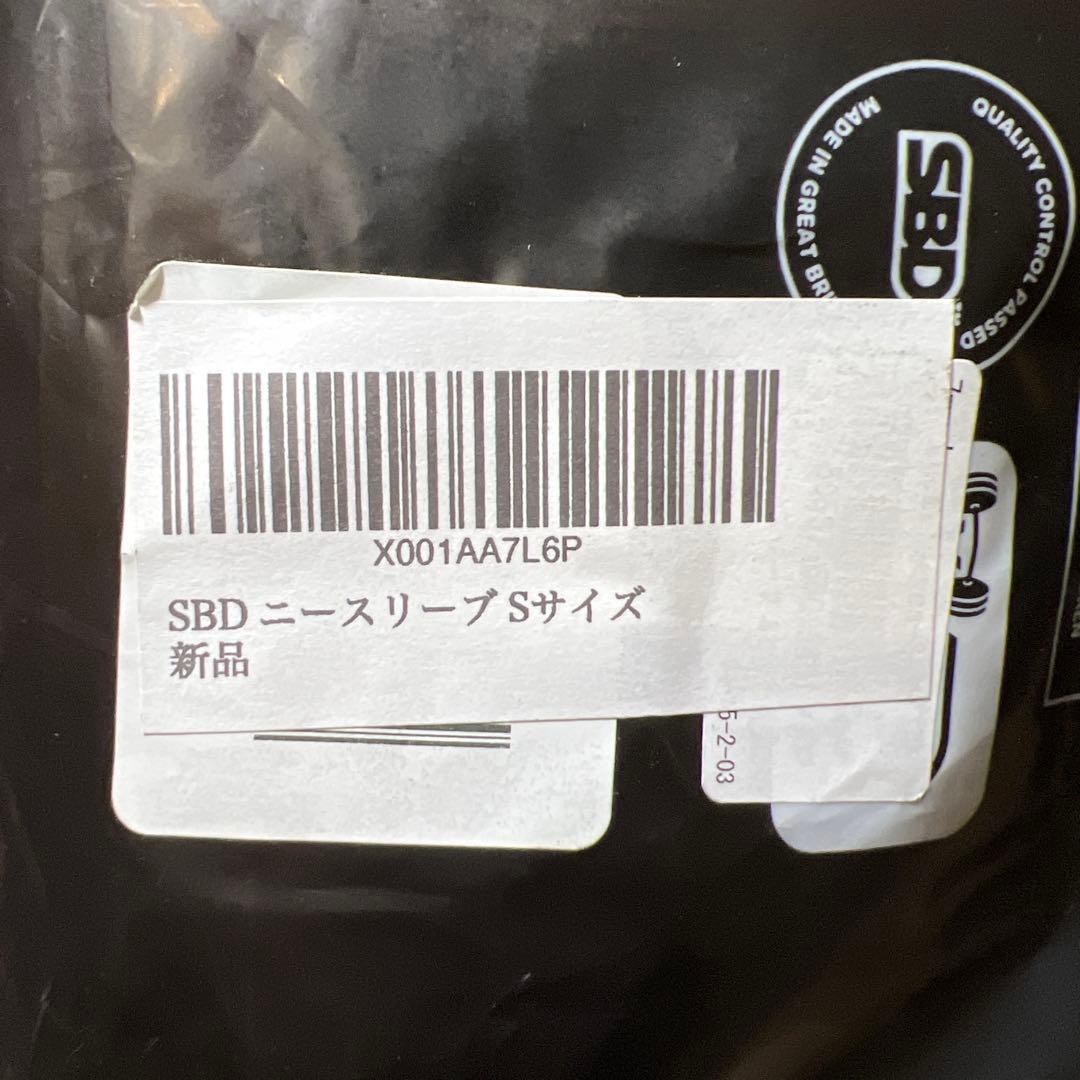 QUALITY CONTROL PASSED
MADE IN GREAT
SBD
X001AA7L6P
SBD ニースリーブ Sサイズ
新品
5-2-03